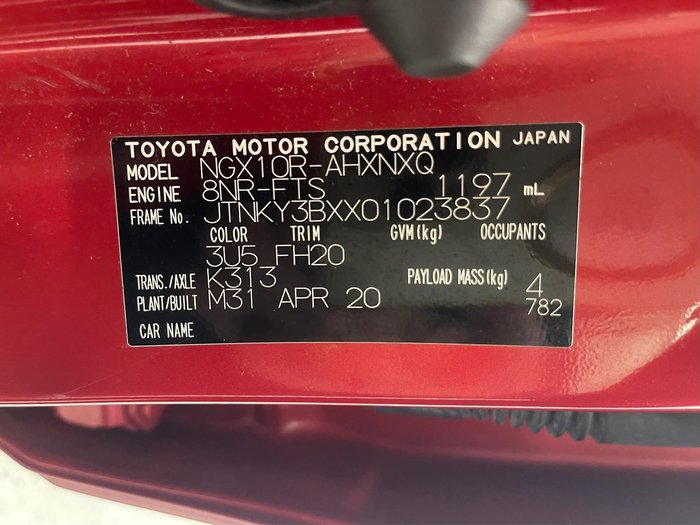 TOYOTA MOTOR CORPORATION JAPAN
MODEL NGX10R-AHXNXQ
ENGINE 8NR-FTS 1197 mL
FRAME No. JTNKY3BXX01023837
COLOR TRIM GVM(kg) OCCUPANTS
3U5 FH20
TRANS./AXLE K313 PAYLOAD MASS(kg) 4
PLANT/BUILT M31 APR 20 782
CAR NAME